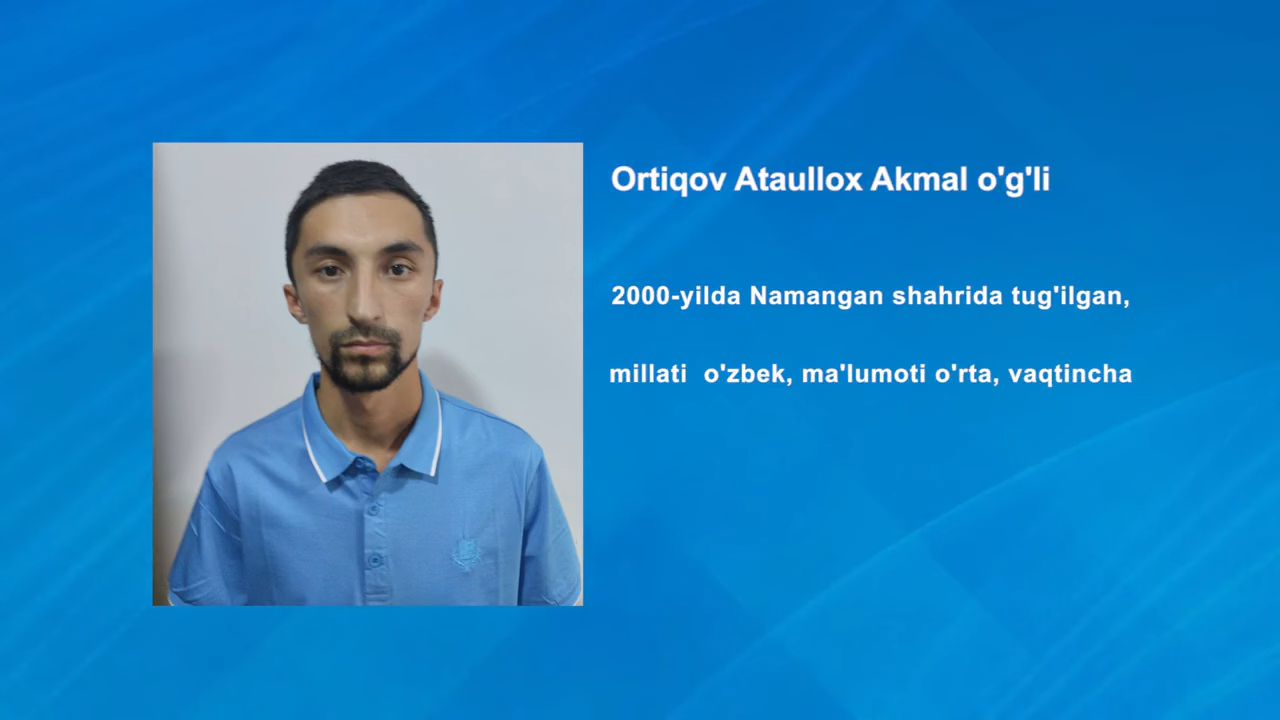 Ortiqov Ataullox Akmal o'g'li
2000-yilda Namangan shahrida tug'ilgan,
millati o'zbek, ma'lumoti o'rta, vaqtincha